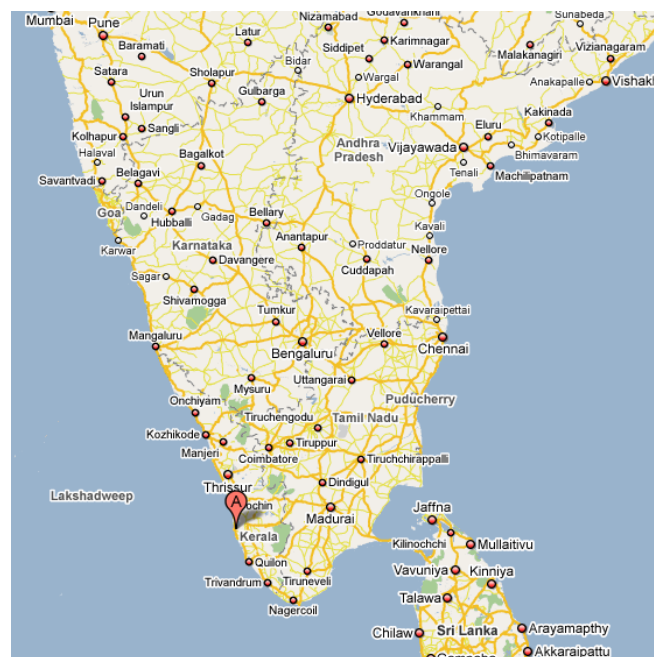 Mumbai
Pune
Nizamabad
Sunabeda
Latur
Karimnagar
Baramati
Siddipet
Malakanagiri
Vizianagaram
Bidar
Warangal
Satara
Sholapur
Wargal
Anakapalle
Vishak
Urun
Islampur
Gulbarga
Hyderabad
Khammam
Kakinada
Kolhapur
Sangli
Eluru
Kotipalle
Andhra
Pradesh
Vijayawada
Bhimavaram
Halaval
Bagalkot
Tenali
Machilipatnam
Savantvadi
Belagavi
Ongole
Goa
Dandeli
Gadag
Hubballi
Bellary
Kavali
Karwar
Karnataka
Anantapur
Proddatur
Nellore
Davangere
Cuddapah
Sagar
Shivamogga
Tumkur
Kavaraipettai
Mangaluru
Vellore
Chennai
Bengaluru
Mysuru
Uttangarai
Onchiyam
Puducherry
Tiruchengodu
Tamil Nadu
Kozhikode
Tiruppur
Manjeri
Coimbatore
Tiruchchirappalli
Thrissur
Dindigul
Lakshadweep
A
ochin
Madurai
Jaffna
Kerala
Kilinochchi
Mullaitivu
Quilon
Vavuniya
Kinniya
Trivandrum
Tiruneveli
Talawa
Nagercoil
Chilaw
Sri Lanka
Arayamapthy
Akkaraipattu